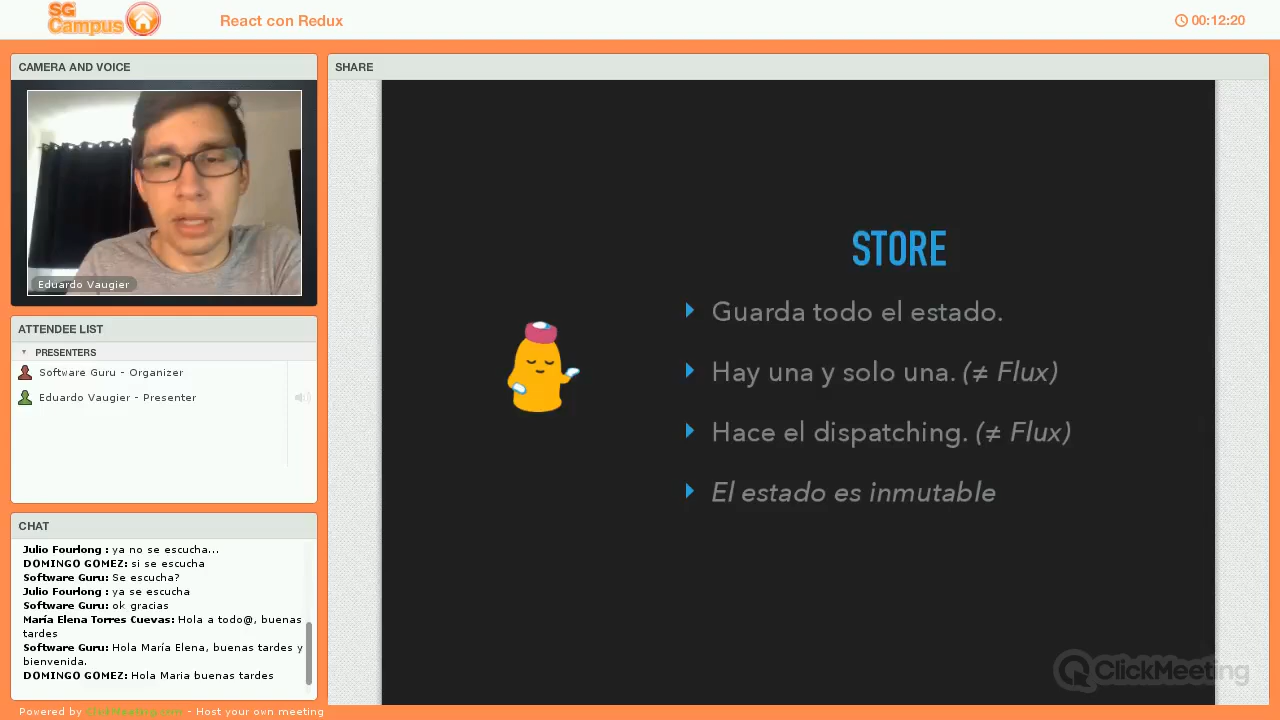 SG
Campus
React con Redux
00:12:20
CAMERA AND VOICE
SHARE
Eduardo Vaugier
STORE
Guarda todo el estado.
Hay una y solo una. (≠ Flux)
Hace el dispatching. (≠ Flux)
El estado es inmutable
ATTENDEE LIST
PRESENTERS
Software Guru - Organizer
Eduardo Vaugier - Presenter
CHAT
Julio Fourlong : ya no se escucha...
DOMINGO GOMEZ: si se escucha
Software Guru: Se escucha?
Julio Fourlong : ya se escucha
Software Guru: ok gracias
María Elena Torres Cuevas: Hola a todo@, buenas
tardes
Software Guru: Hola María Elena, buenas tardes y
bienvenida.
DOMINGO GOMEZ: Hola Maria buenas tardes
ClickMeeting
Powered by ClickMeeting.com - Host your own meeting